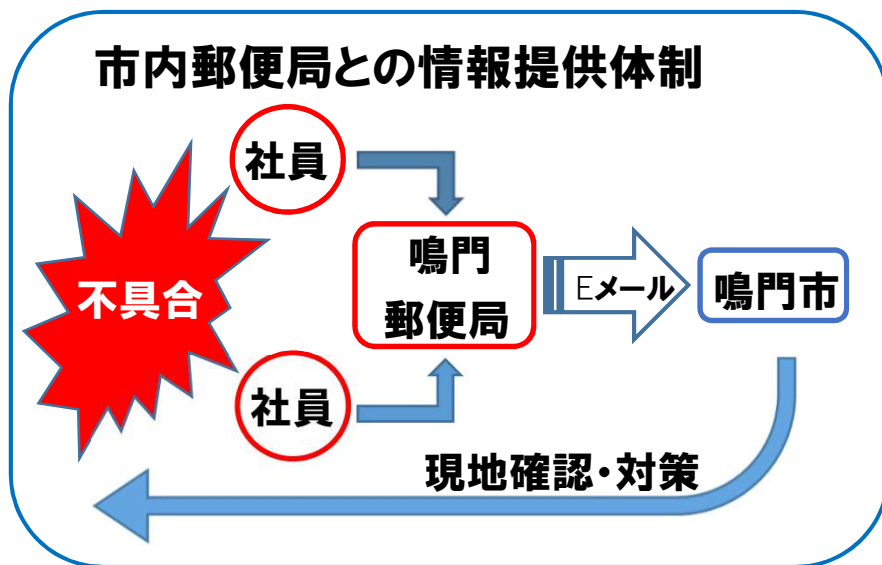 市内郵便局との情報提供体制
社員
不具合
鳴門
郵便局
Eメール
鳴門市
社員
現地確認・対策